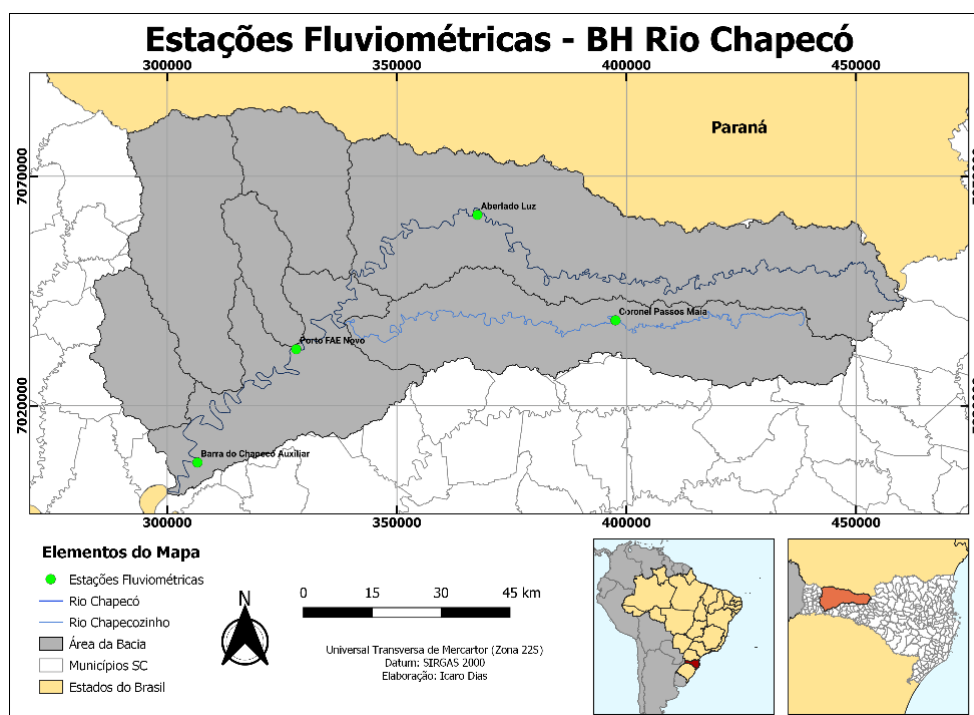 Estações Fluviométricas - BH Rio Chapecó
300000 350000 400000 450000
Paraná
7070000
Aberlado Luz
Coronel Passos Maia
Porto FAE Novo
7020000
Barra do Chapecó Auxiliar
300000 350000 400000 450000
Elementos do Mapa
Estações Fluviométricas
Rio Chapecó
Rio Chapecozinho
Área da Bacia
Municípios SC
Estados do Brasil
N
0 15 30 45 km
Universal Transversa de Mercartor (Zona 22S)
Datum: SIRGAS 2000
Elaboração: Icaro Dias